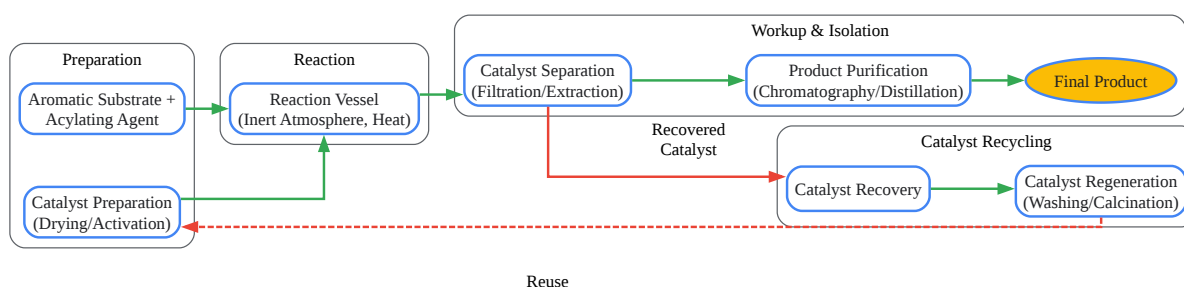 Preparation
Aromatic Substrate +
Acylating Agent
Catalyst Preparation
(Drying/Activation)
Reaction
Reaction Vessel
(Inert Atmosphere, Heat)
Workup & Isolation
Catalyst Separation
(Filtration/Extraction)
Product Purification
(Chromatography/Distillation)
Final Product
Recovered
Catalyst
Catalyst Recycling
Catalyst Recovery
Catalyst Regeneration
(Washing/Calcination)
Reuse